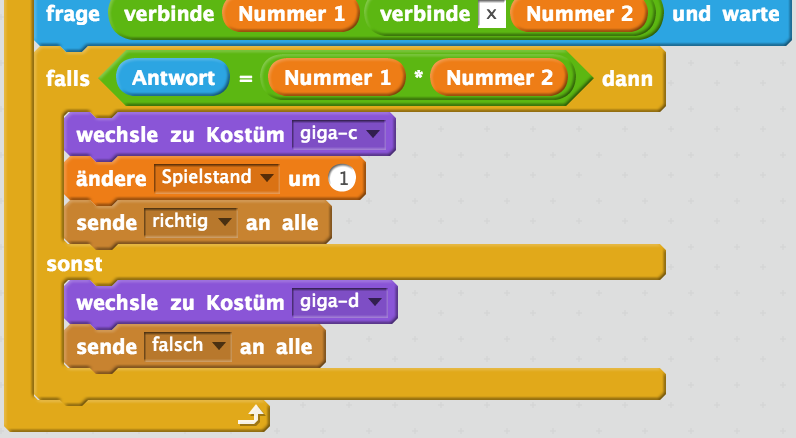 frage verbinde Nummer 1 verbinde x Nummer 2 und warte
falls Antwort = Nummer 1 * Nummer 2 dann
wechsle zu Kostüm giga-c
ändere Spielstand um 1
sende richtig an alle
sonst
wechsle zu Kostüm giga-d
sende falsch an alle